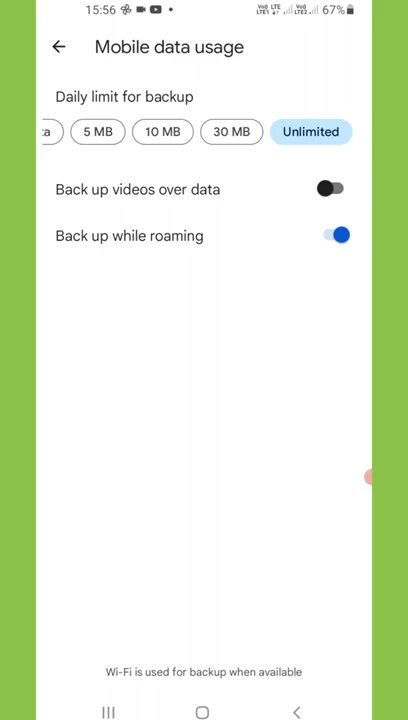 15:56 67%
Mobile data usage
Daily limit for backup
ta 5 MB 10 MB 30 MB Unlimited
Back up videos over data
Back up while roaming
Wi-Fi is used for backup when available